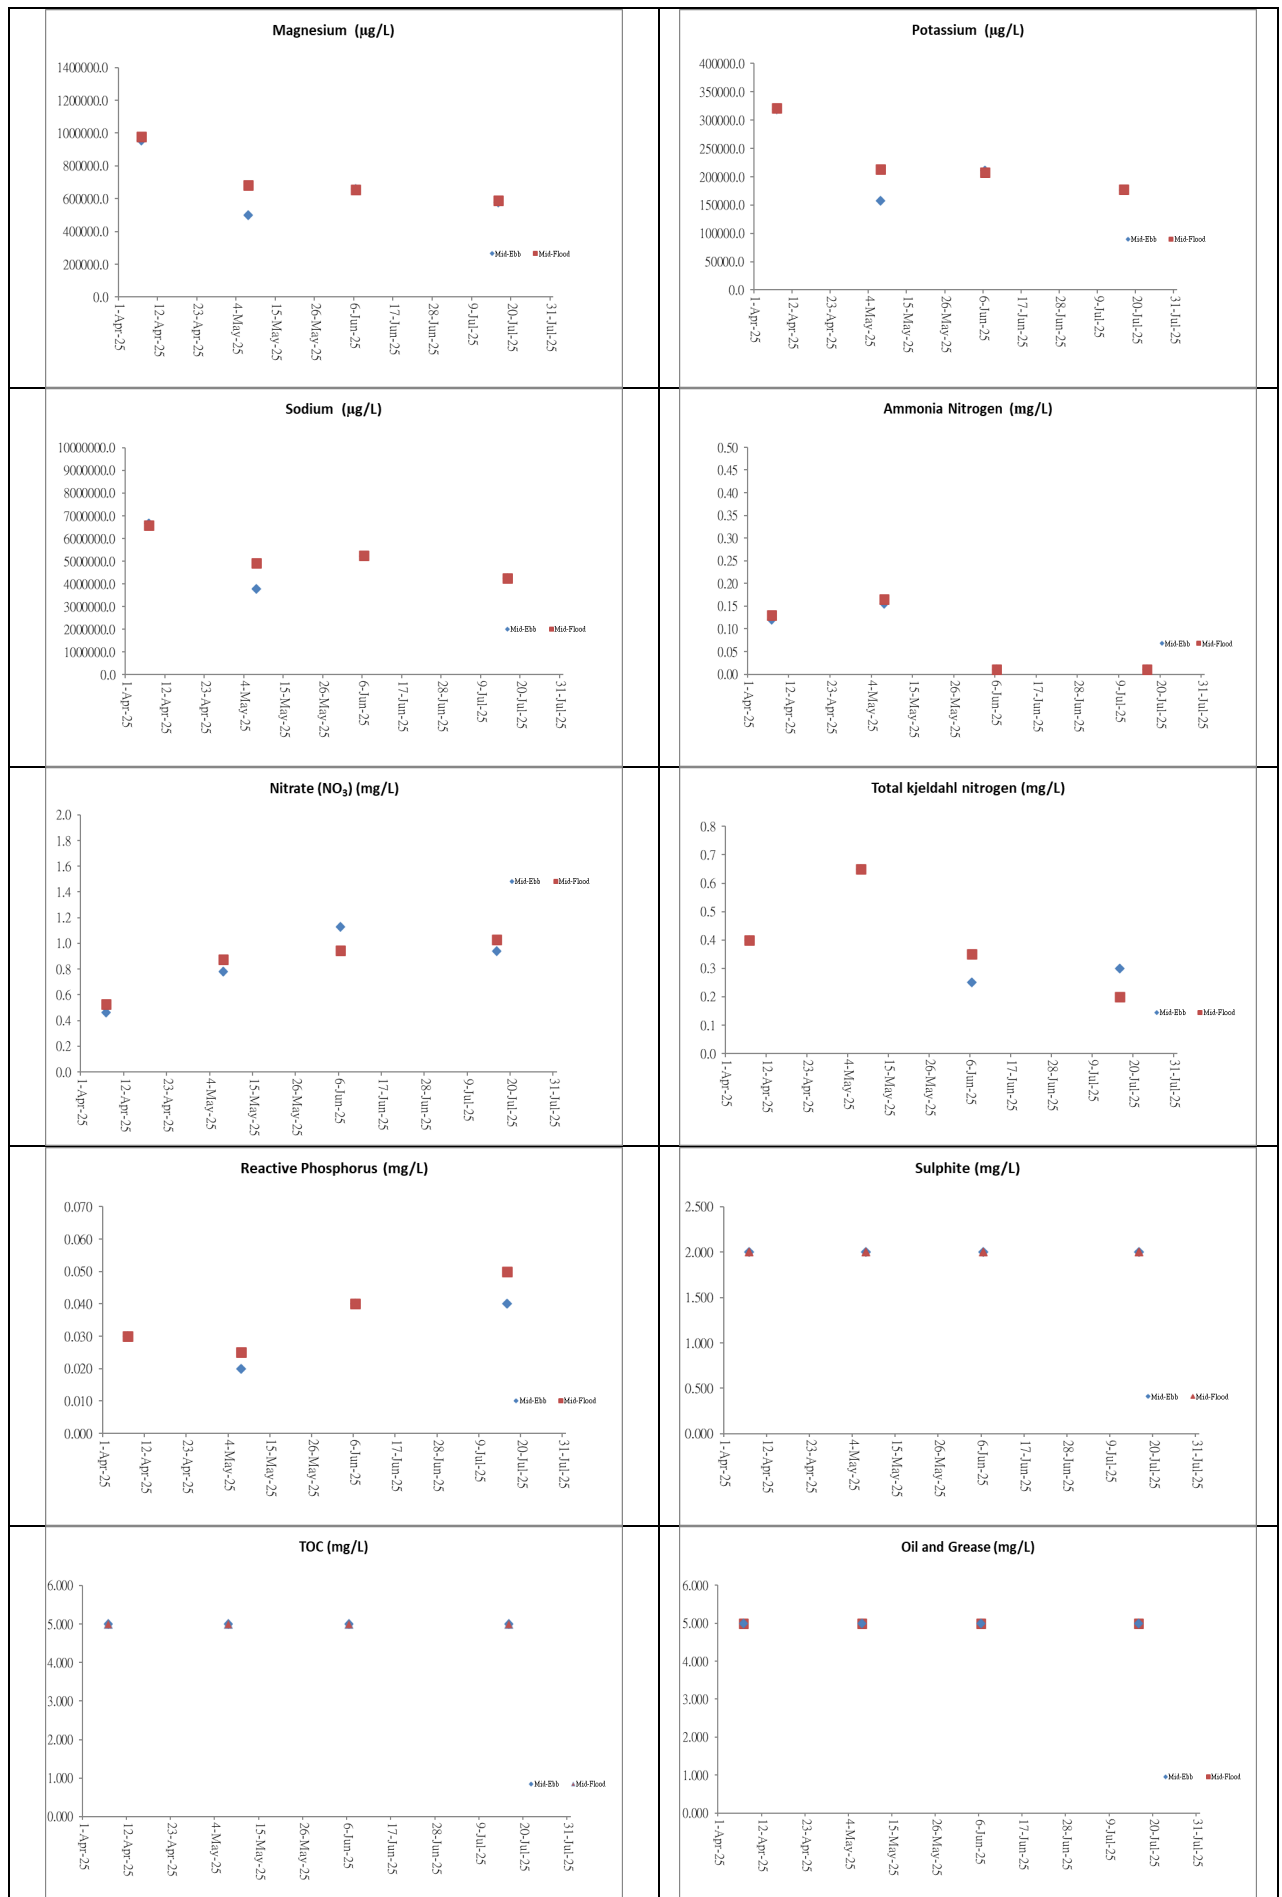 Magnesium (µg/L)
1400000.0
1200000.0
1000000.0
800000.0
600000.0
400000.0
200000.0
0.0
1-Apr-25
12-Apr-25
23-Apr-25
4-May-25
15-May-25
26-May-25
6-Jun-25
17-Jun-25
28-Jun-25
9-Jul-25
20-Jul-25
31-Jul-25
Mid-Ebb Mid-Flood
Potassium (µg/L)
400000.0
350000.0
300000.0
250000.0
200000.0
150000.0
100000.0
50000.0
0.0
1-Apr-25
12-Apr-25
23-Apr-25
4-May-25
15-May-25
26-May-25
6-Jun-25
17-Jun-25
28-Jun-25
9-Jul-25
20-Jul-25
31-Jul-25
Mid-Ebb Mid-Flood
Sodium (µg/L)
10000000.0
9000000.0
8000000.0
7000000.0
6000000.0
5000000.0
4000000.0
3000000.0
2000000.0
1000000.0
0.0
1-Apr-25
12-Apr-25
23-Apr-25
4-May-25
15-May-25
26-May-25
6-Jun-25
17-Jun-25
28-Jun-25
9-Jul-25
20-Jul-25
31-Jul-25
Mid-Ebb Mid-Flood
Ammonia Nitrogen (mg/L)
0.50
0.45
0.40
0.35
0.30
0.25
0.20
0.15
0.10
0.05
0.00
1-Apr-25
12-Apr-25
23-Apr-25
4-May-25
15-May-25
26-May-25
6-Jun-25
17-Jun-25
28-Jun-25
9-Jul-25
20-Jul-25
31-Jul-25
Mid-Ebb Mid-Flood
Nitrate (NO₃) (mg/L)
2.0
1.8
1.6
1.4
1.2
1.0
0.8
0.6
0.4
0.2
0.0
1-Apr-25
12-Apr-25
23-Apr-25
4-May-25
15-May-25
26-May-25
6-Jun-25
17-Jun-25
28-Jun-25
9-Jul-25
20-Jul-25
31-Jul-25
Mid-Ebb Mid-Flood
Total kjeldahl nitrogen (mg/L)
0.8
0.7
0.6
0.5
0.4
0.3
0.2
0.1
0.0
1-Apr-25
12-Apr-25
23-Apr-25
4-May-25
15-May-25
26-May-25
6-Jun-25
17-Jun-25
28-Jun-25
9-Jul-25
20-Jul-25
31-Jul-25
Mid-Ebb Mid-Flood
Reactive Phosphorus (mg/L)
0.070
0.060
0.050
0.040
0.030
0.020
0.010
0.000
1-Apr-25
12-Apr-25
23-Apr-25
4-May-25
15-May-25
26-May-25
6-Jun-25
17-Jun-25
28-Jun-25
9-Jul-25
20-Jul-25
31-Jul-25
Mid-Ebb Mid-Flood
Sulphite (mg/L)
2.500
2.000
1.500
1.000
0.500
0.000
1-Apr-25
12-Apr-25
23-Apr-25
4-May-25
15-May-25
26-May-25
6-Jun-25
17-Jun-25
28-Jun-25
9-Jul-25
20-Jul-25
31-Jul-25
Mid-Ebb Mid-Flood
TOC (mg/L)
6.000
5.000
4.000
3.000
2.000
1.000
0.000
1-Apr-25
12-Apr-25
23-Apr-25
4-May-25
15-May-25
26-May-25
6-Jun-25
17-Jun-25
28-Jun-25
9-Jul-25
20-Jul-25
31-Jul-25
Mid-Ebb Mid-Flood
Oil and Grease (mg/L)
6.000
5.000
4.000
3.000
2.000
1.000
0.000
1-Apr-25
12-Apr-25
23-Apr-25
4-May-25
15-May-25
26-May-25
6-Jun-25
17-Jun-25
28-Jun-25
9-Jul-25
20-Jul-25
31-Jul-25
Mid-Ebb Mid-Flood